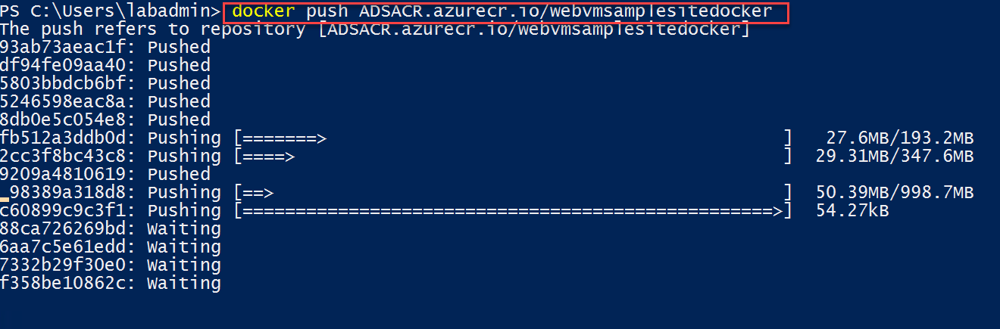 PS C:\Users\labadmin> docker push ADSACR.azurecr.io/webvmsamplesitedocker
The push refers to repository [ADSACR.azurecr.io/webvmsamplesitedocker]
93ab73aeac1f: Pushed
df94fe09aa40: Pushed
5803bbdcb6bf: Pushed
5246598eac8a: Pushed
8db0e5c054e8: Pushed
fb512a3ddb0d: Pushing [=======>                                           ]   27.6MB/193.2MB
2cc3f8bc43c8: Pushing [====>                                              ]  29.31MB/347.6MB
9209a4810619: Pushed
_98389a318d8: Pushing [==>                                                ]  50.39MB/998.7MB
c60899c9c3f1: Pushing [==================================================>]  54.27kB
88ca726269bd: Waiting
6aa7c5e61edd: Waiting
7332b29f30e0: Waiting
f358be10862c: Waiting